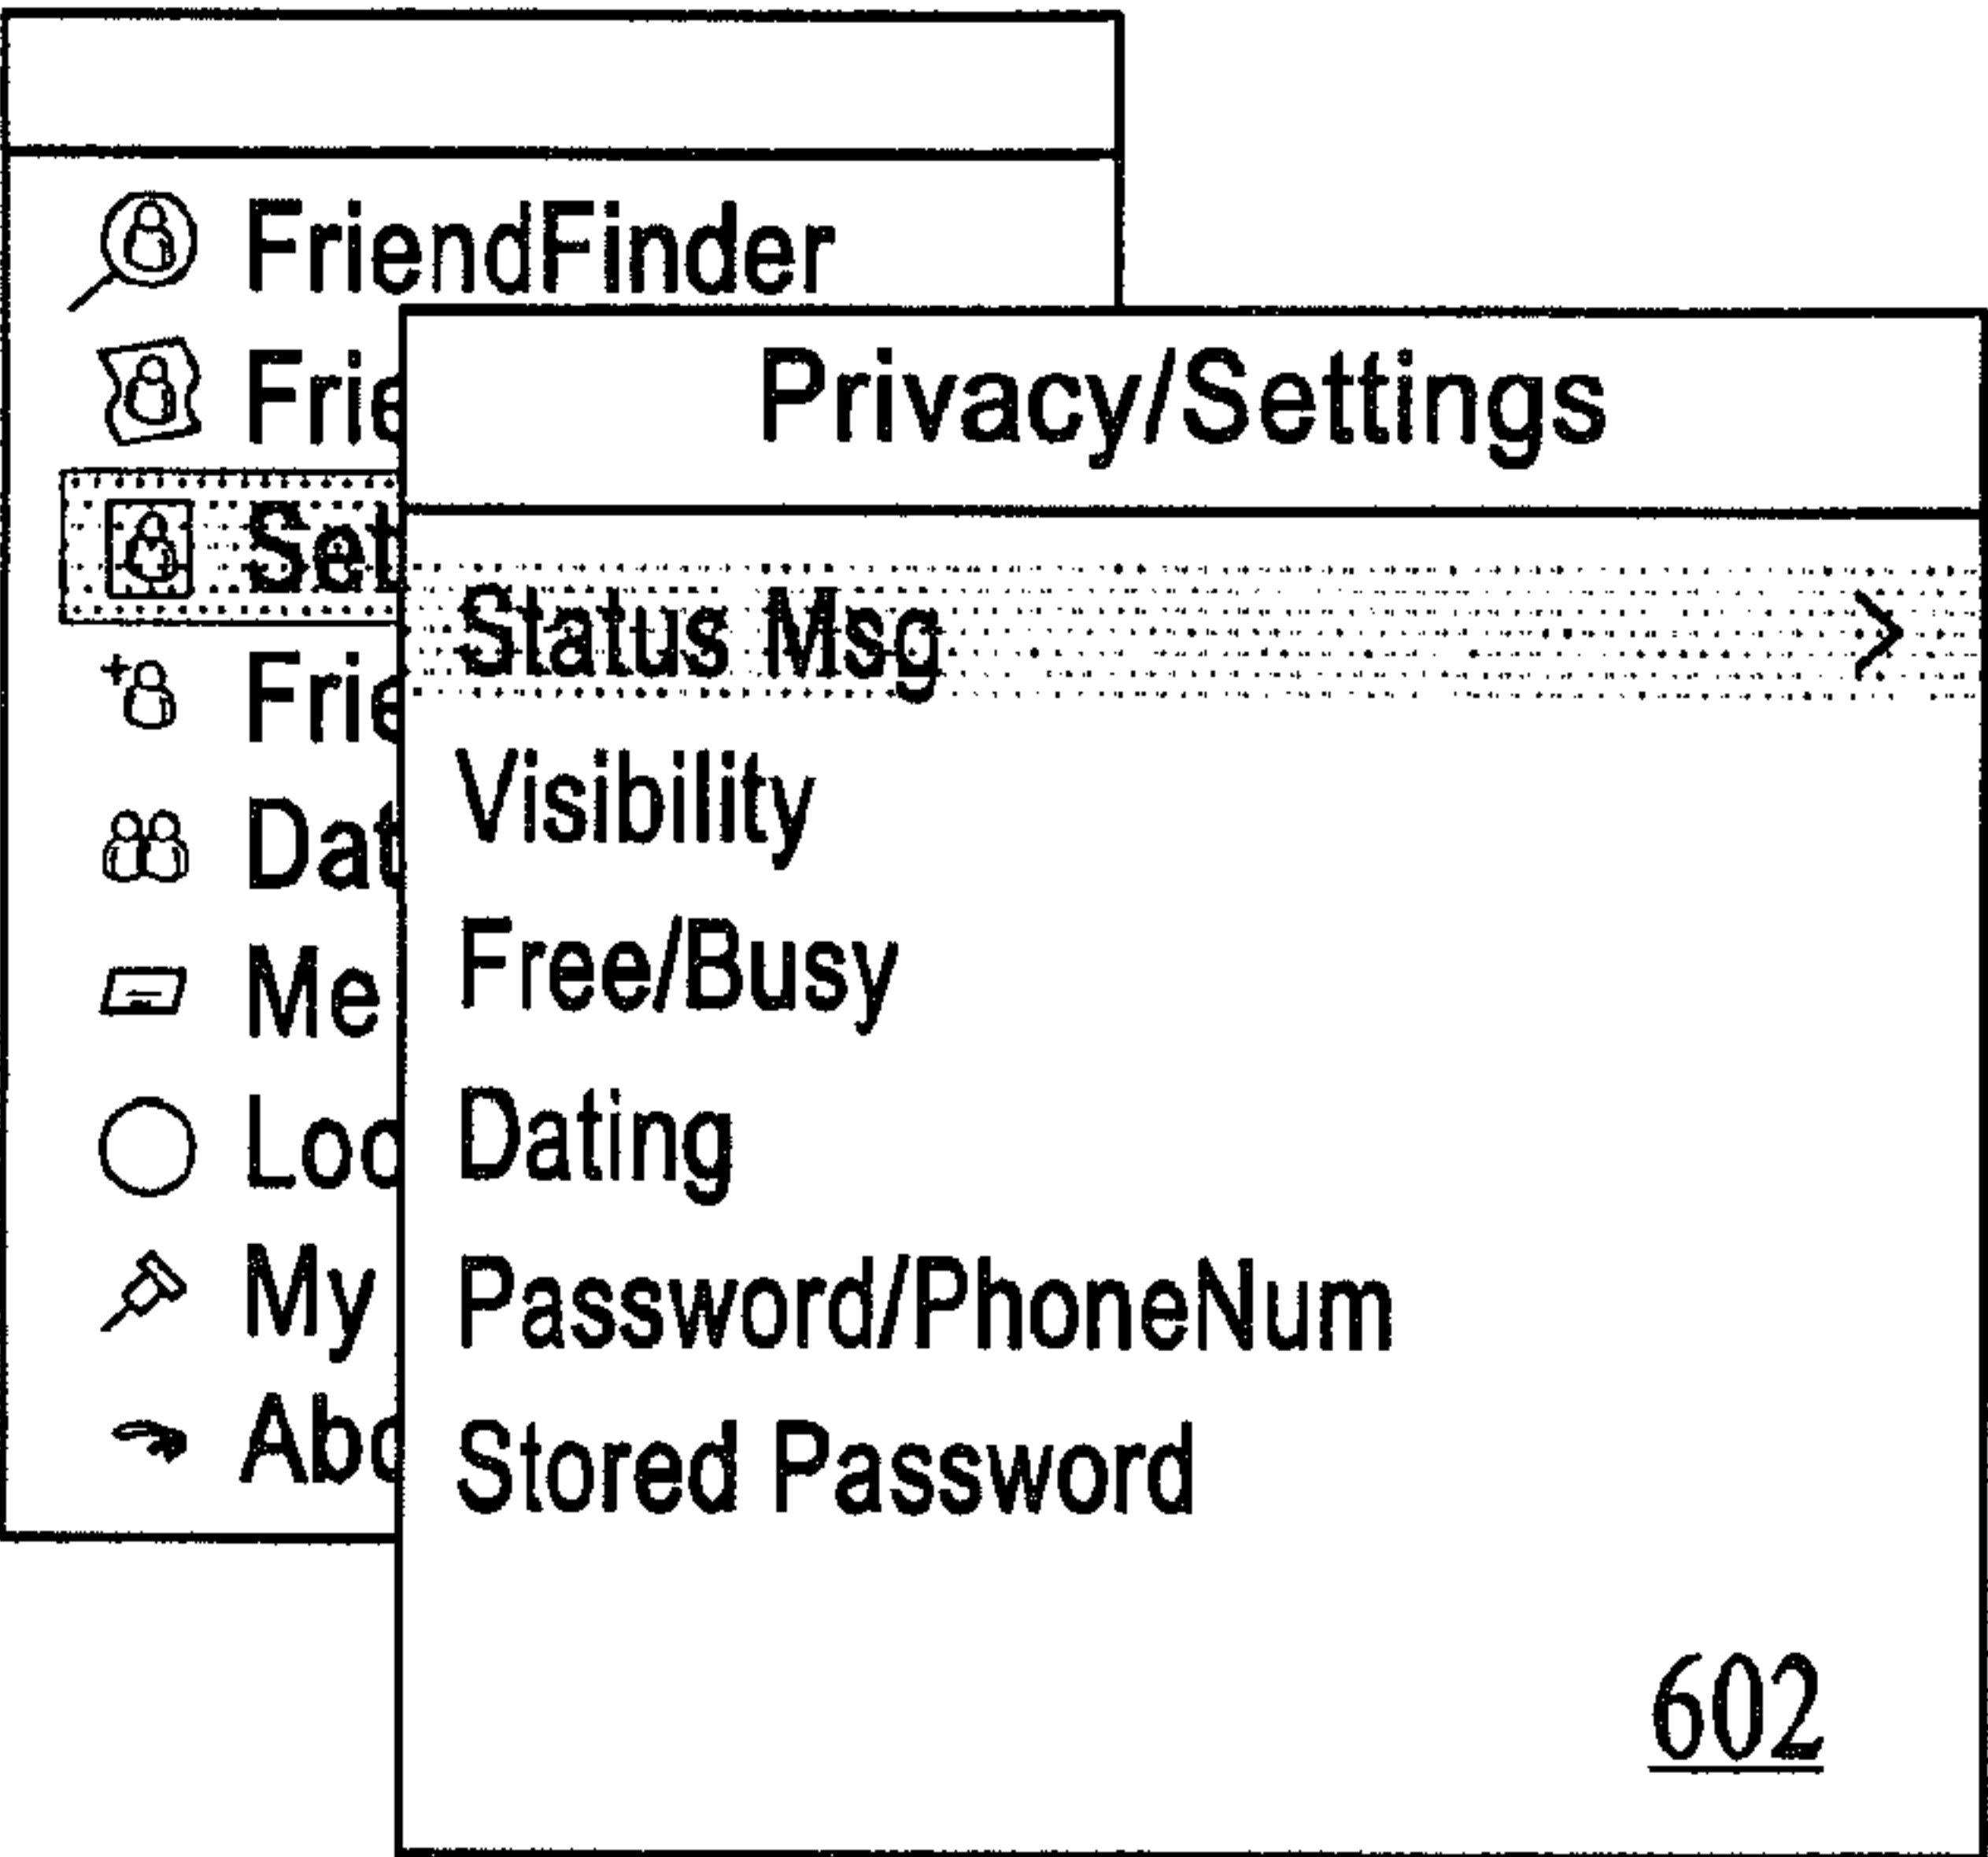 FriendFinder
Frie
Set
Frie
Dat
Me
Loc
My
Abo
Privacy/Settings
Status Msg >
Visibility
Free/Busy
Dating
Password/PhoneNum
Stored Password
602